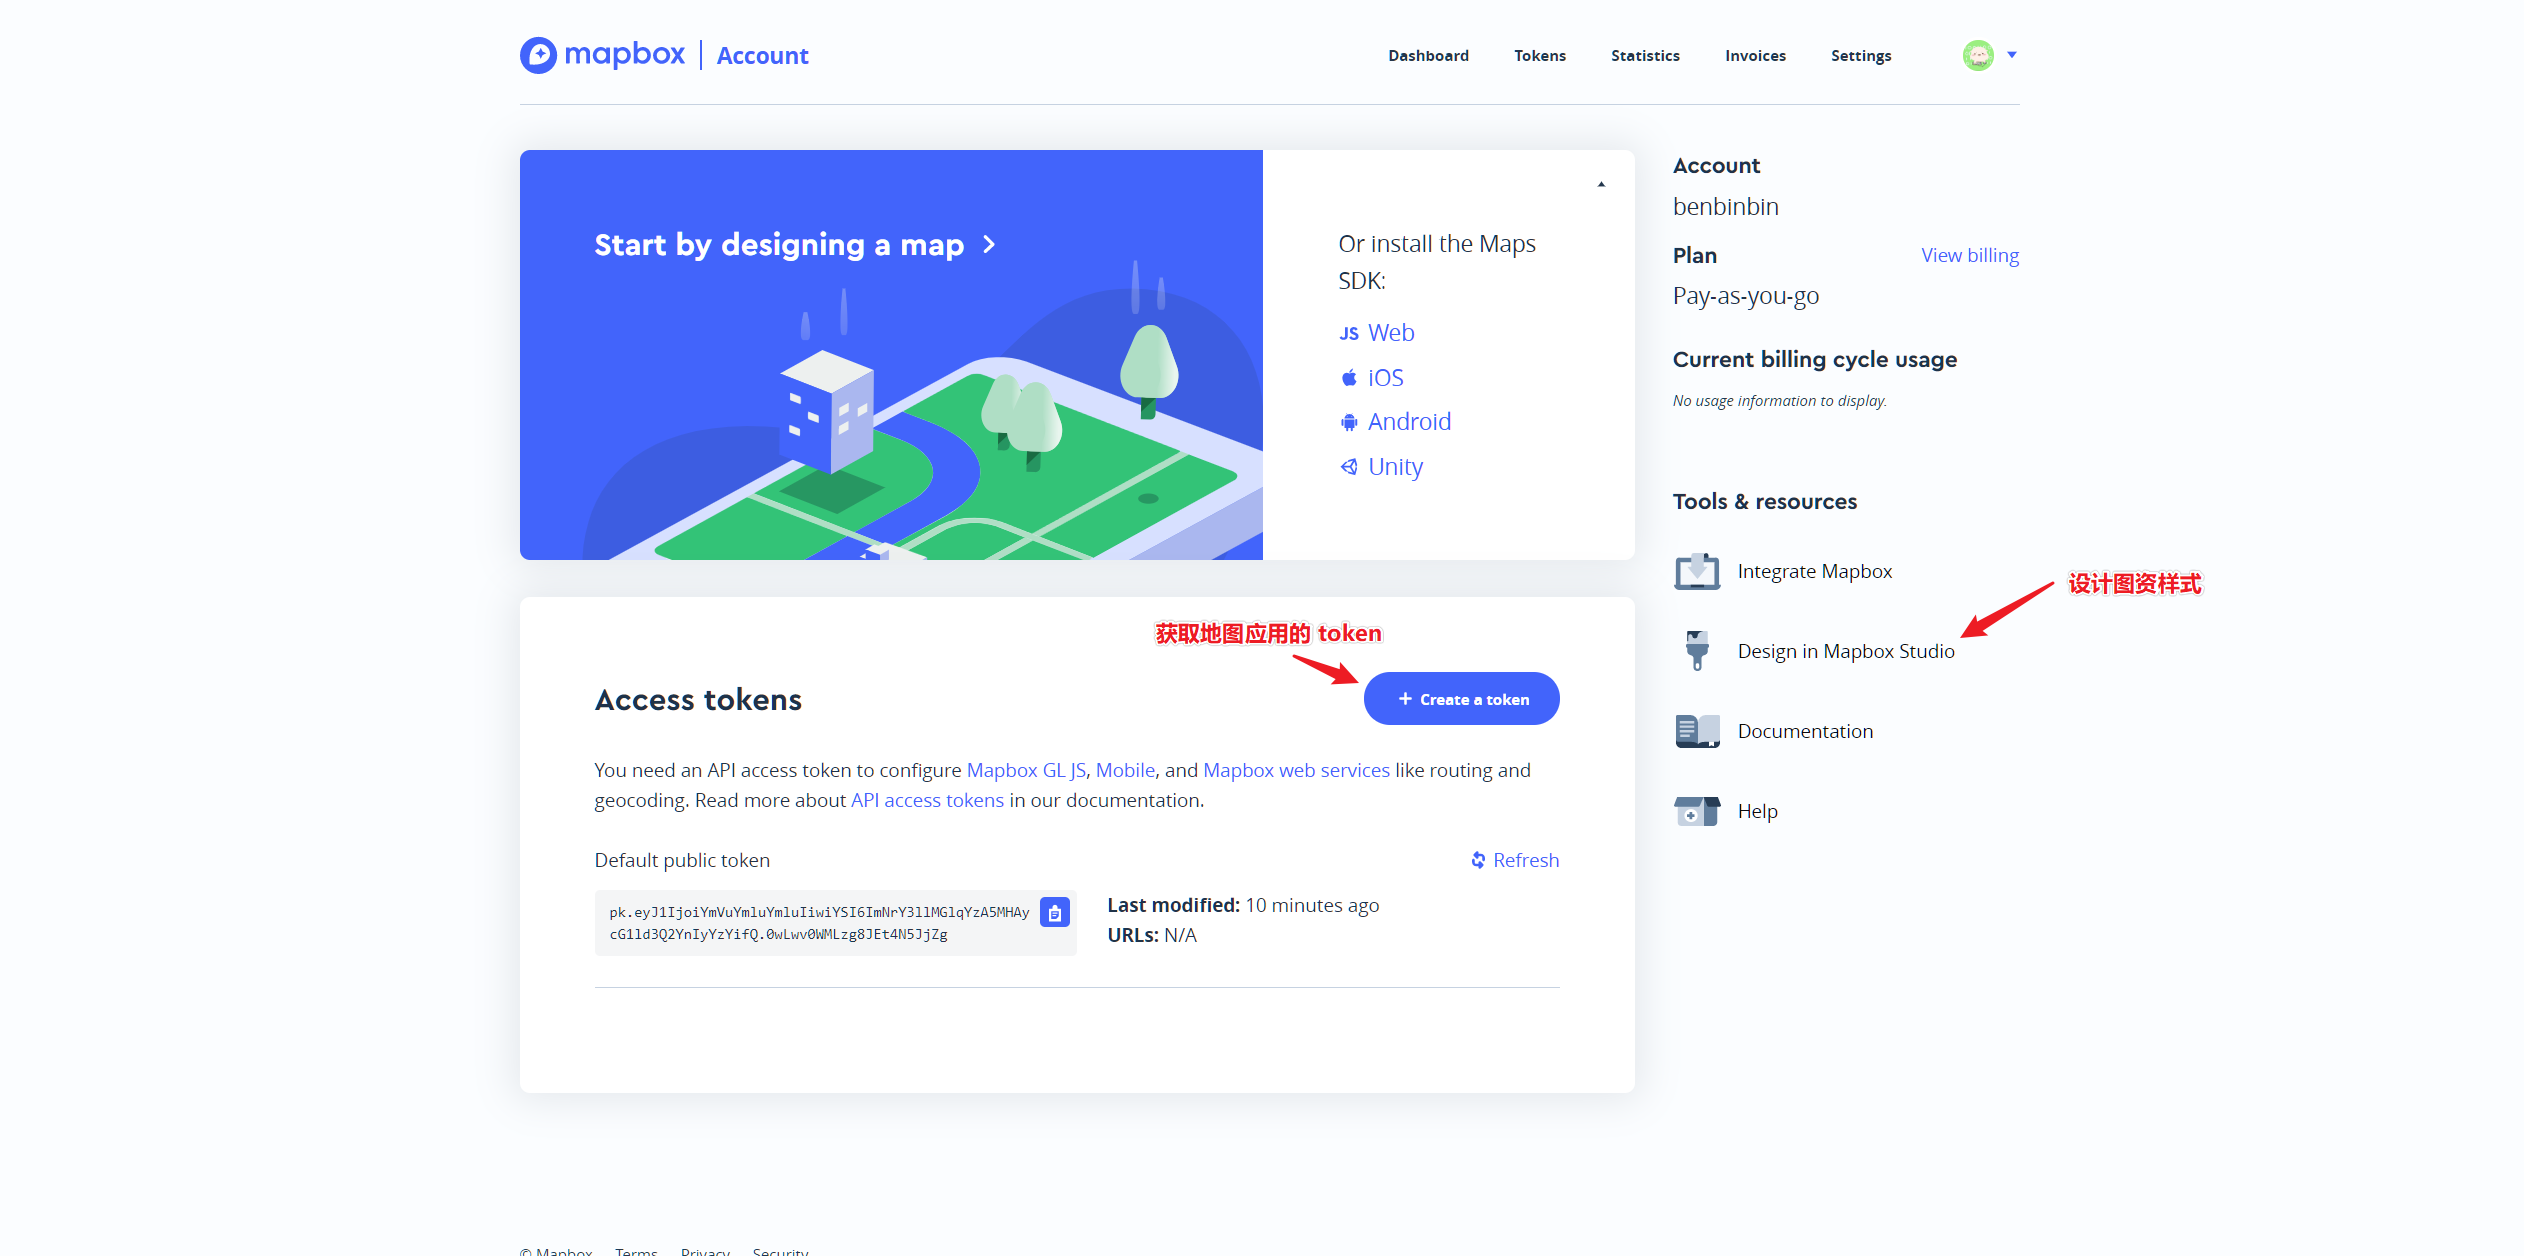 mapbox | Account
Dashboard
Tokens
Statistics
Invoices
Settings
Start by designing a map
Or install the Maps
SDK:
JS Web
iOS
Android
Unity
Account
benbinbin
Plan
View billing
Pay-as-you-go
Current billing cycle usage
No usage information to display.
Tools & resources
Integrate Mapbox
设计图资样式
Design in Mapbox Studio
Documentation
Help
获取地图应用的 token
Access tokens
+ Create a token
You need an API access token to configure Mapbox GL JS, Mobile, and Mapbox web services like routing and
geocoding. Read more about API access tokens in our documentation.
Default public token
Refresh
pk.eyJ1IjoiYmVuYmluYmluIiwiYSI6ImNrY3llMGlqYzA5MHAy
cG1ld3Q2YnIyYzYifQ.0wLwv0WMLzg8JEt4N5JjZg
Last modified: 10 minutes ago
URLs: N/A
© Mapbox
Terms
Privacy
Security